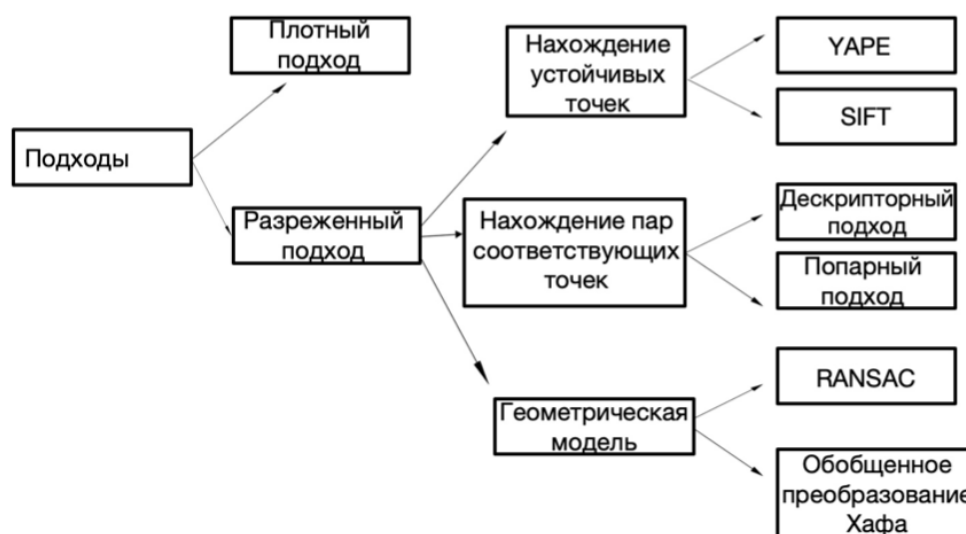 Подходы
Плотный
подход
Разреженный
подход
Нахождение
устойчивых
точек
Нахождение пар
соответствующих
точек
Геометрическая
модель
YAPE
SIFT
Дескрипторный
подход
Попарный
подход
RANSAC
Обобщенное
преобразование
Хафа